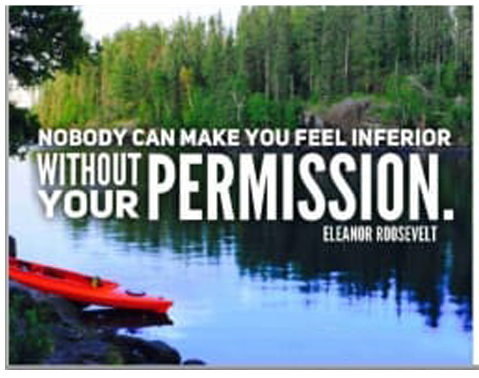 NOBODY CAN MAKE YOU FEEL INFERIOR
WITHOUT
YOUR PERMISSION.
ELEANOR ROOSEVELT